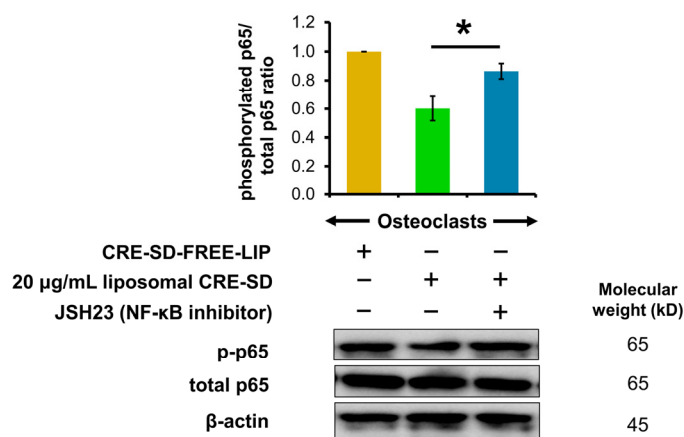 phosphorylated p65/
total p65 ratio
1.2
1.0
0.8
0.6
0.4
0.2
0.0
*
Osteoclasts
CRE-SD-FREE-LIP + − −
20 µg/mL liposomal CRE-SD − + +
JSH23 (NF-κB inhibitor) − − +
Molecular
weight (kD)
p-p65 65
total p65 65
β-actin 45